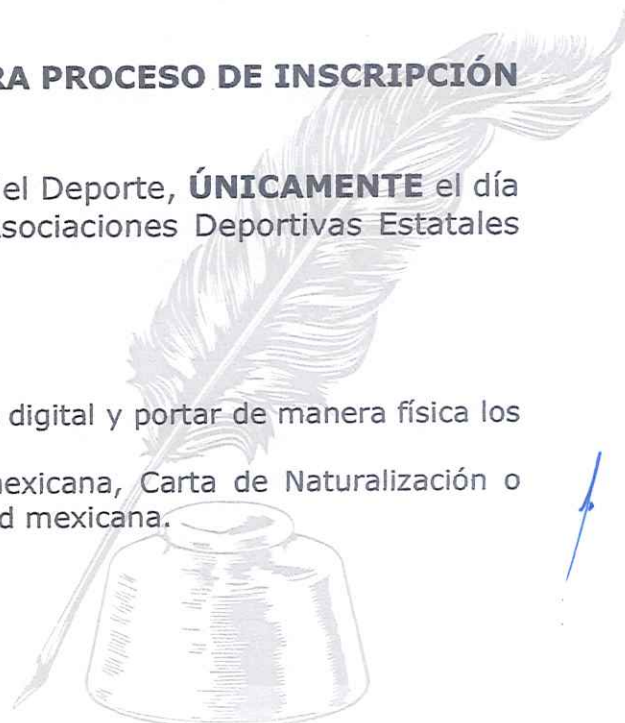 RA PROCESO DE INSCRIPCIÓN
el Deporte, ÚNICAMENTE el día
sociaciones Deportivas Estatales
digital y portar de manera física los
exicana, Carta de Naturalización o
d mexicana.